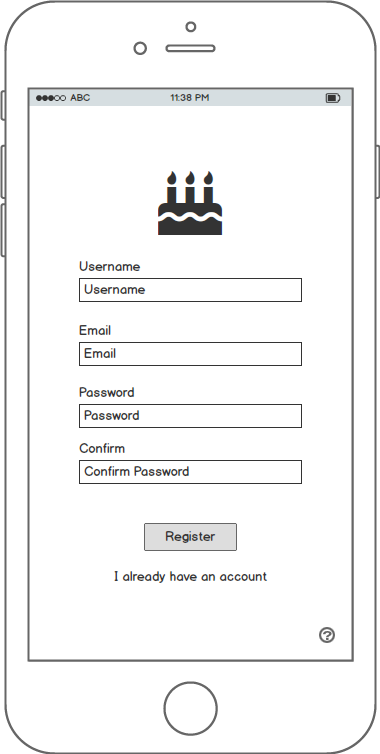 ABC 11:38 PM
Username
Username
Email
Email
Password
Password
Confirm
Confirm Password
Register
I already have an account
?